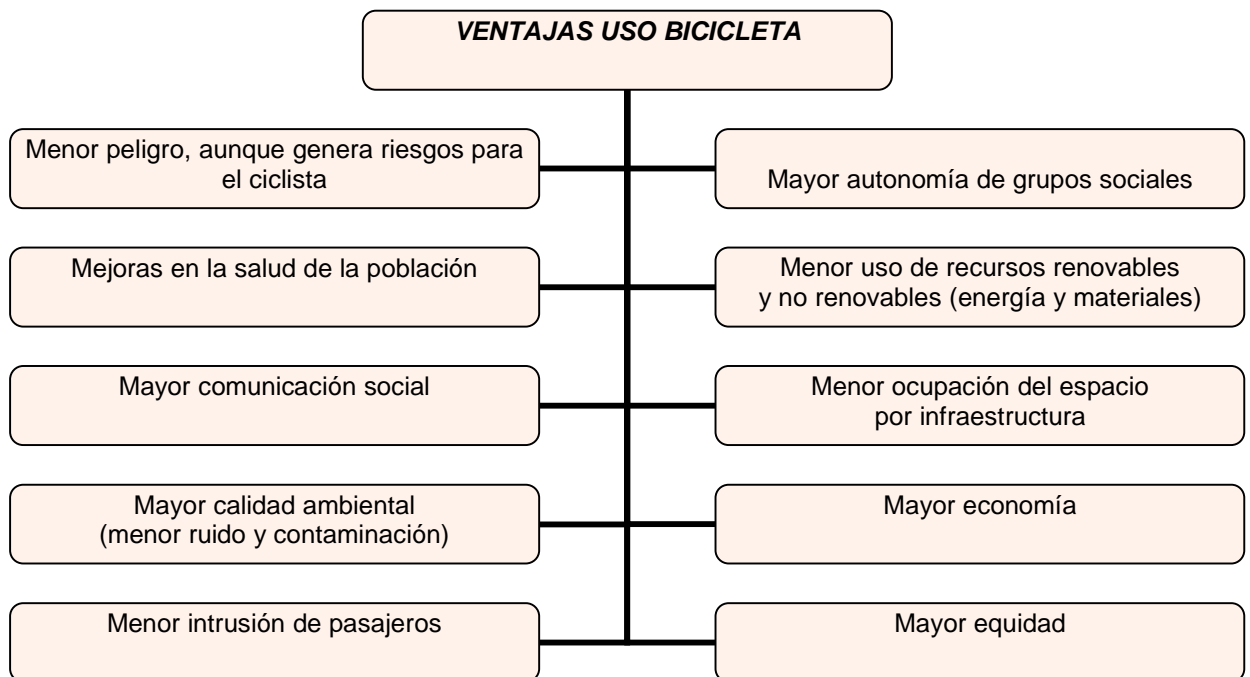 VENTAJAS USO BICICLETA
Menor peligro, aunque genera riesgos para
el ciclista
Mayor autonomía de grupos sociales
Mejoras en la salud de la población
Menor uso de recursos renovables
y no renovables (energía y materiales)
Mayor comunicación social
Menor ocupación del espacio
por infraestructura
Mayor calidad ambiental
(menor ruido y contaminación)
Mayor economía
Menor intrusión de pasajeros
Mayor equidad